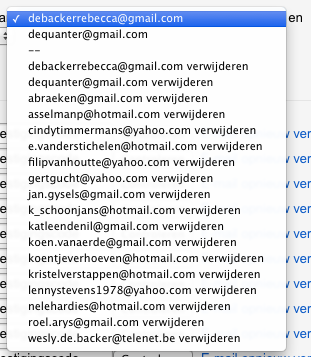 ✓ debackerrebecca@gmail.com
en
dequanter@gmail.com
--
debackerrebecca@gmail.com verwijderen
dequanter@gmail.com verwijderen
abraeken@gmail.com verwijderen
asselmanp@hotmail.com verwijderen
cindytimmermans@yahoo.com verwijderen
e.vanderstichelen@hotmail.com verwijderen
filipvanhoutte@yahoo.com verwijderen
gertgucht@yahoo.com verwijderen
jan.gysels@gmail.com verwijderen
k_schoonjans@hotmail.com verwijderen
katleendenil@gmail.com verwijderen
koen.vanaerde@gmail.com verwijderen
koentjeverhoeven@hotmail.com verwijderen
kristelverstappen@hotmail.com verwijderen
lennystevens1978@yahoo.com verwijderen
nelehardies@hotmail.com verwijderen
roel.arys@gmail.com verwijderen
wesly.de.backer@telenet.be verwijderen